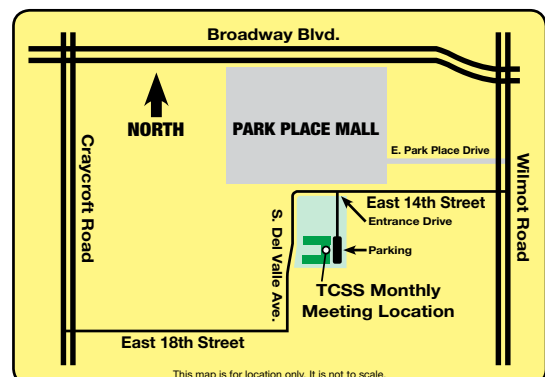 Broadway Blvd.
NORTH
PARK PLACE MALL
E. Park Place Drive
Craycroft Road
Wilmot Road
East 14th Street
Entrance Drive
S. Del Valle Ave.
Parking
TCSS Monthly
Meeting Location
East 18th Street
This map is for location only. It is not to scale.